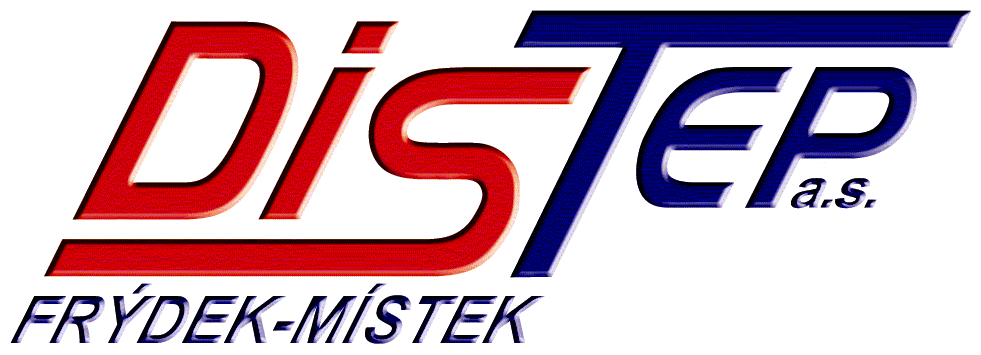 DiSTEP a.s.
FRÝDEK-MÍSTEK